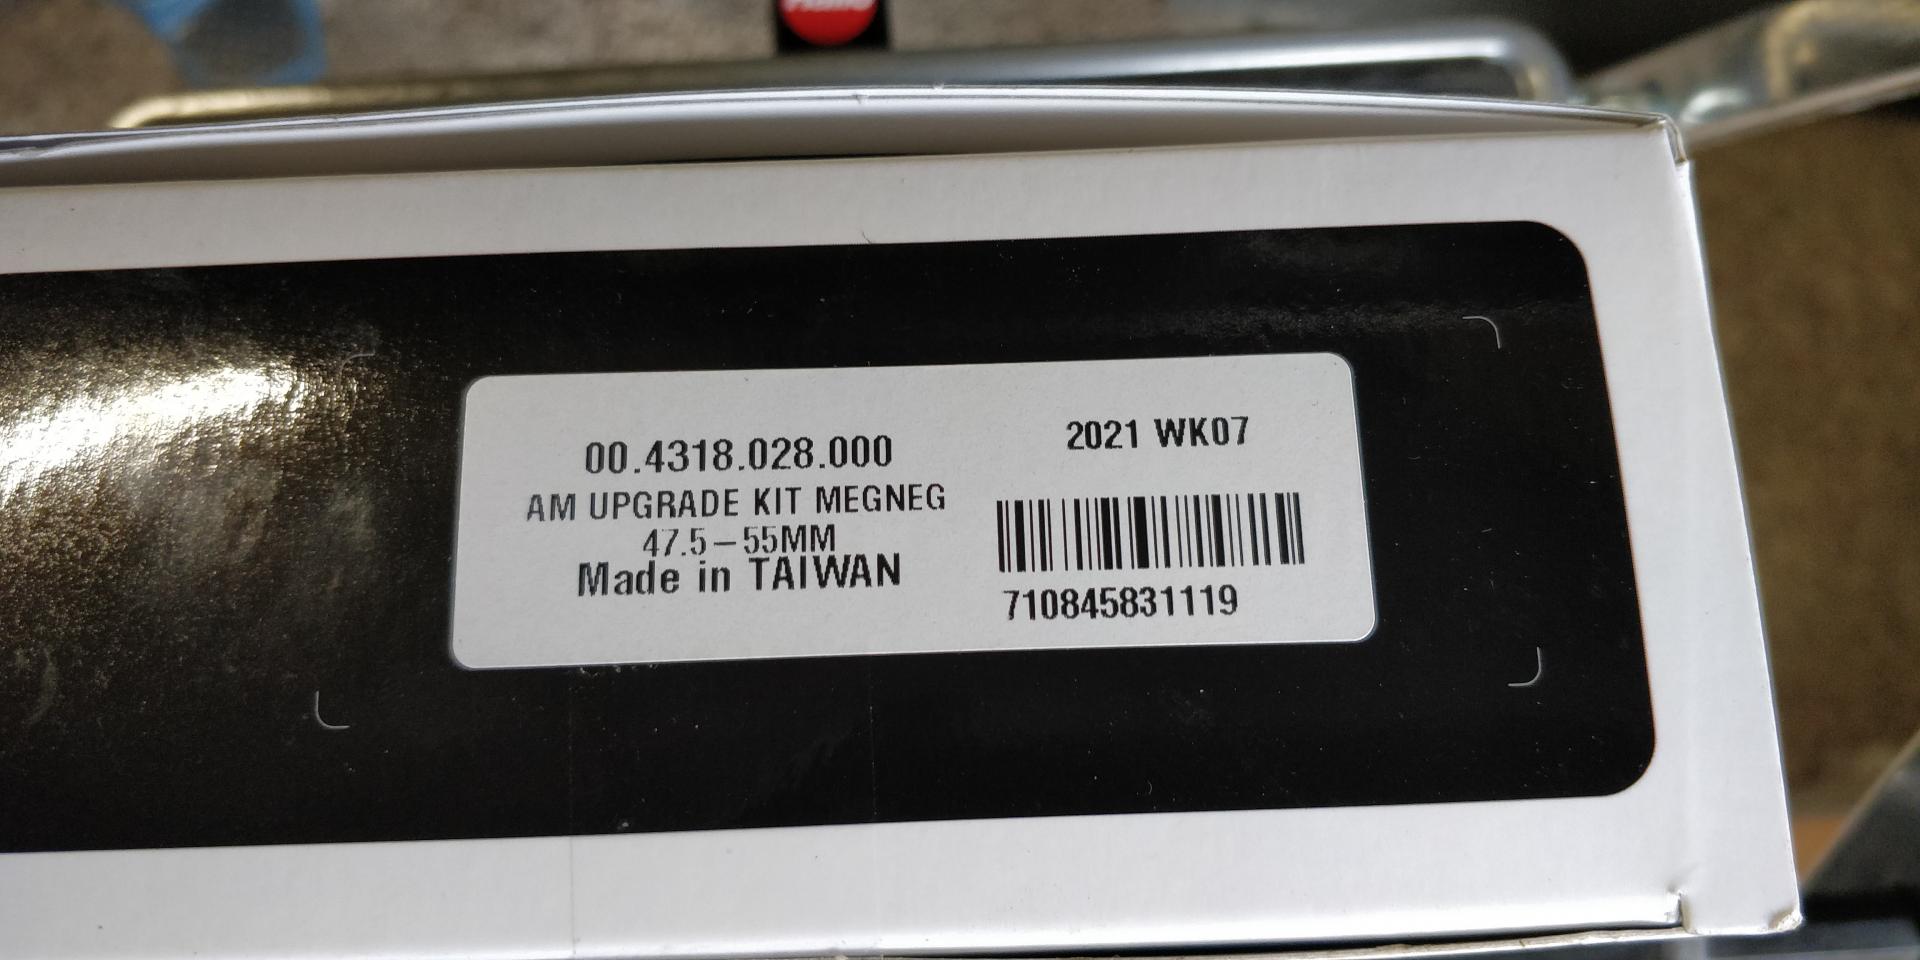 00.4318.028.000
AM UPGRADE KIT MEGNEG
47.5–55MM
Made in TAIWAN
2021 WK07
710845831119